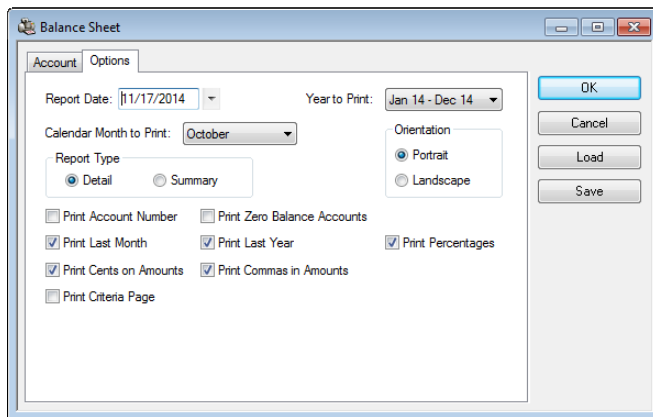 Balance Sheet
Account Options
Report Date: 11/17/2014 Year to Print: Jan 14 - Dec 14
OK
Calendar Month to Print: October
Orientation
Cancel
Report Type
Portrait
Load
Detail Summary
Landscape
Save
Print Account Number Print Zero Balance Accounts
Print Last Month Print Last Year Print Percentages
Print Cents on Amounts Print Commas in Amounts
Print Criteria Page